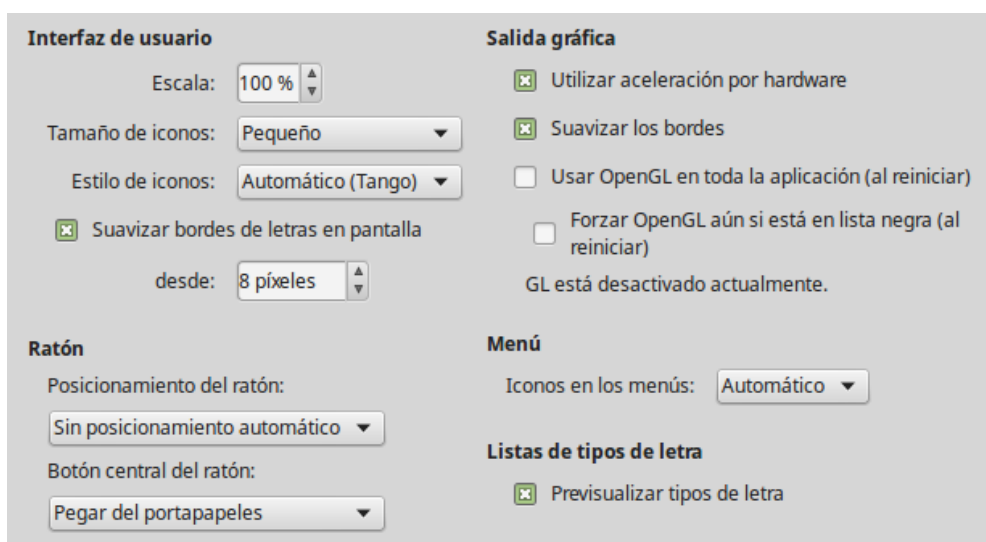 Interfaz de usuario
Escala: 100 %
Tamaño de iconos: Pequeño
Estilo de iconos: Automático (Tango)
Suavizar bordes de letras en pantalla
desde: 8 píxeles
Ratón
Posicionamiento del ratón:
Sin posicionamiento automático
Botón central del ratón:
Pegar del portapapeles
Salida gráfica
Utilizar aceleración por hardware
Suavizar los bordes
Usar OpenGL en toda la aplicación (al reiniciar)
Forzar OpenGL aún si está en lista negra (al
reiniciar)
GL está desactivado actualmente.
Menú
Iconos en los menús: Automático
Listas de tipos de letra
Previsualizar tipos de letra